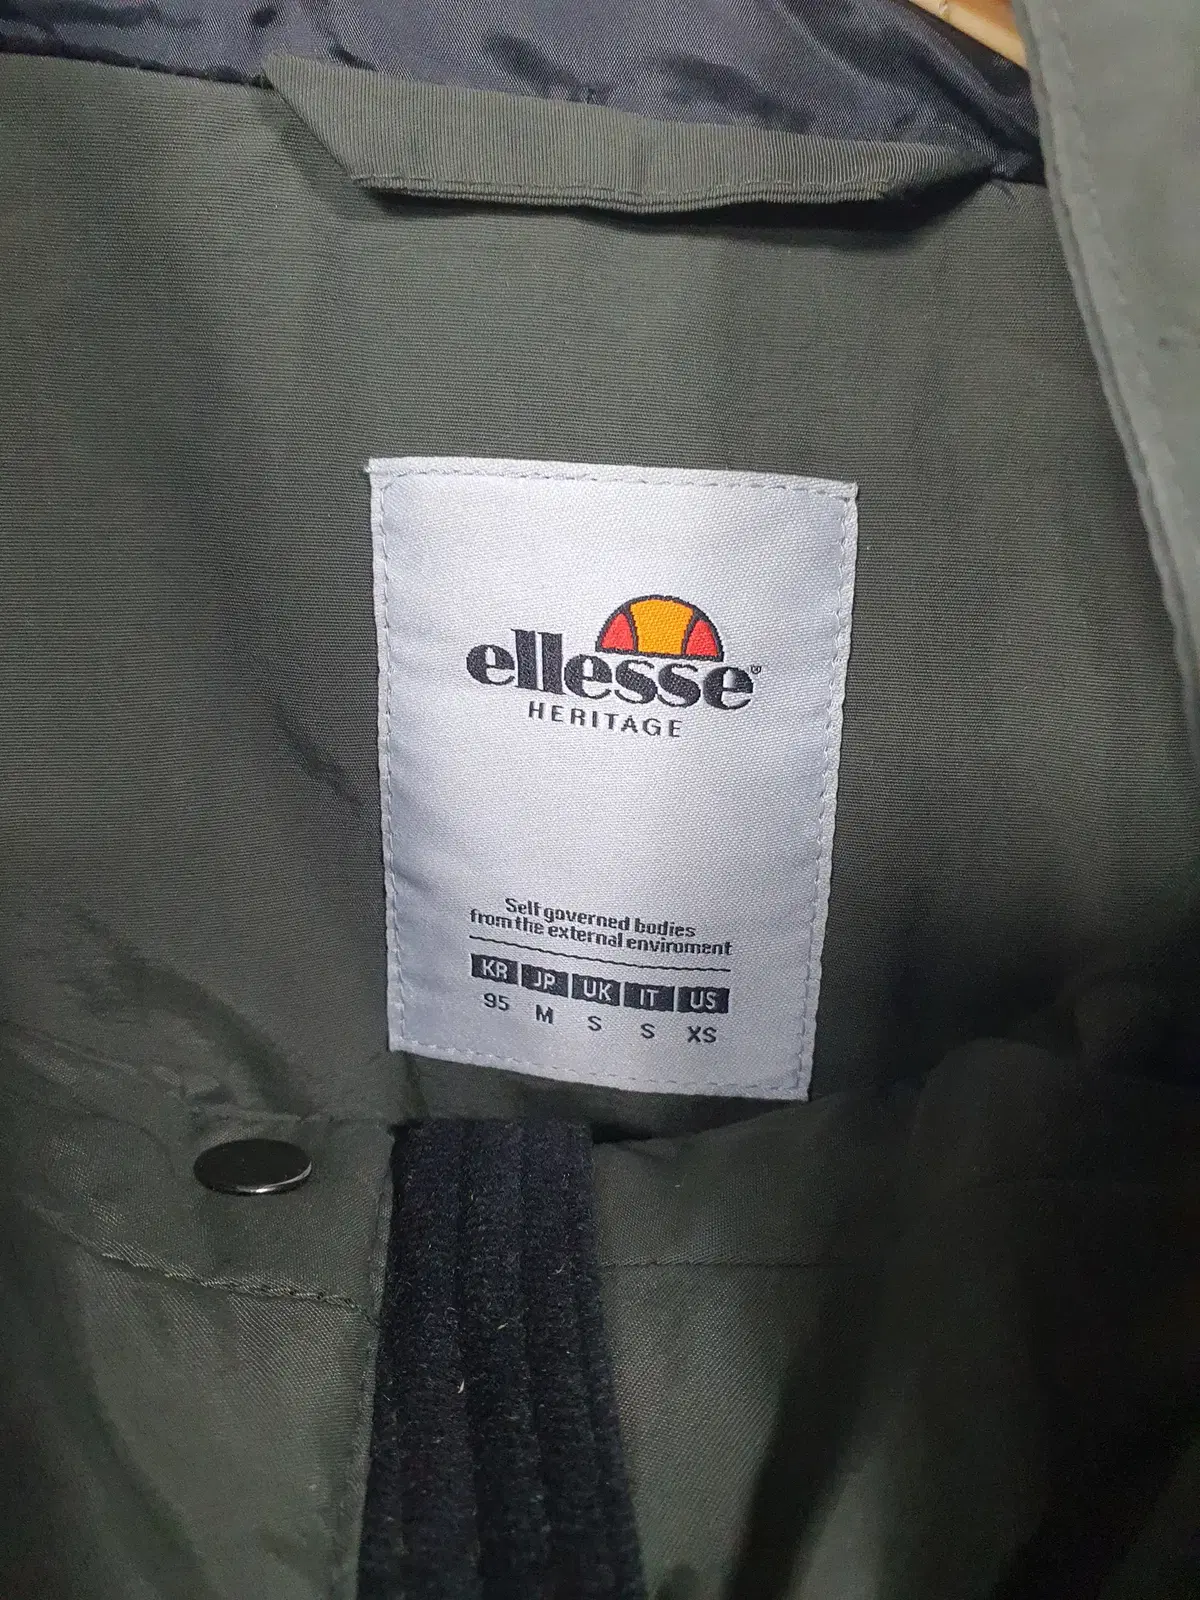 ellesse®
HERITAGE
Self governed bodies
from the external enviroment
KR JP UK IT US
95 M S S XS